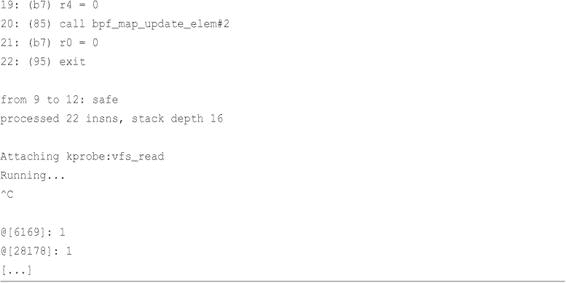 19: (b7) r4 = 0
20: (85) call bpf_map_update_elem#2
21: (b7) r0 = 0
22: (95) exit
from 9 to 12: safe
processed 22 insns, stack depth 16
Attaching kprobe:vfs_read
Running...
^C
@[6169]: 1
@[28178]: 1
[...]